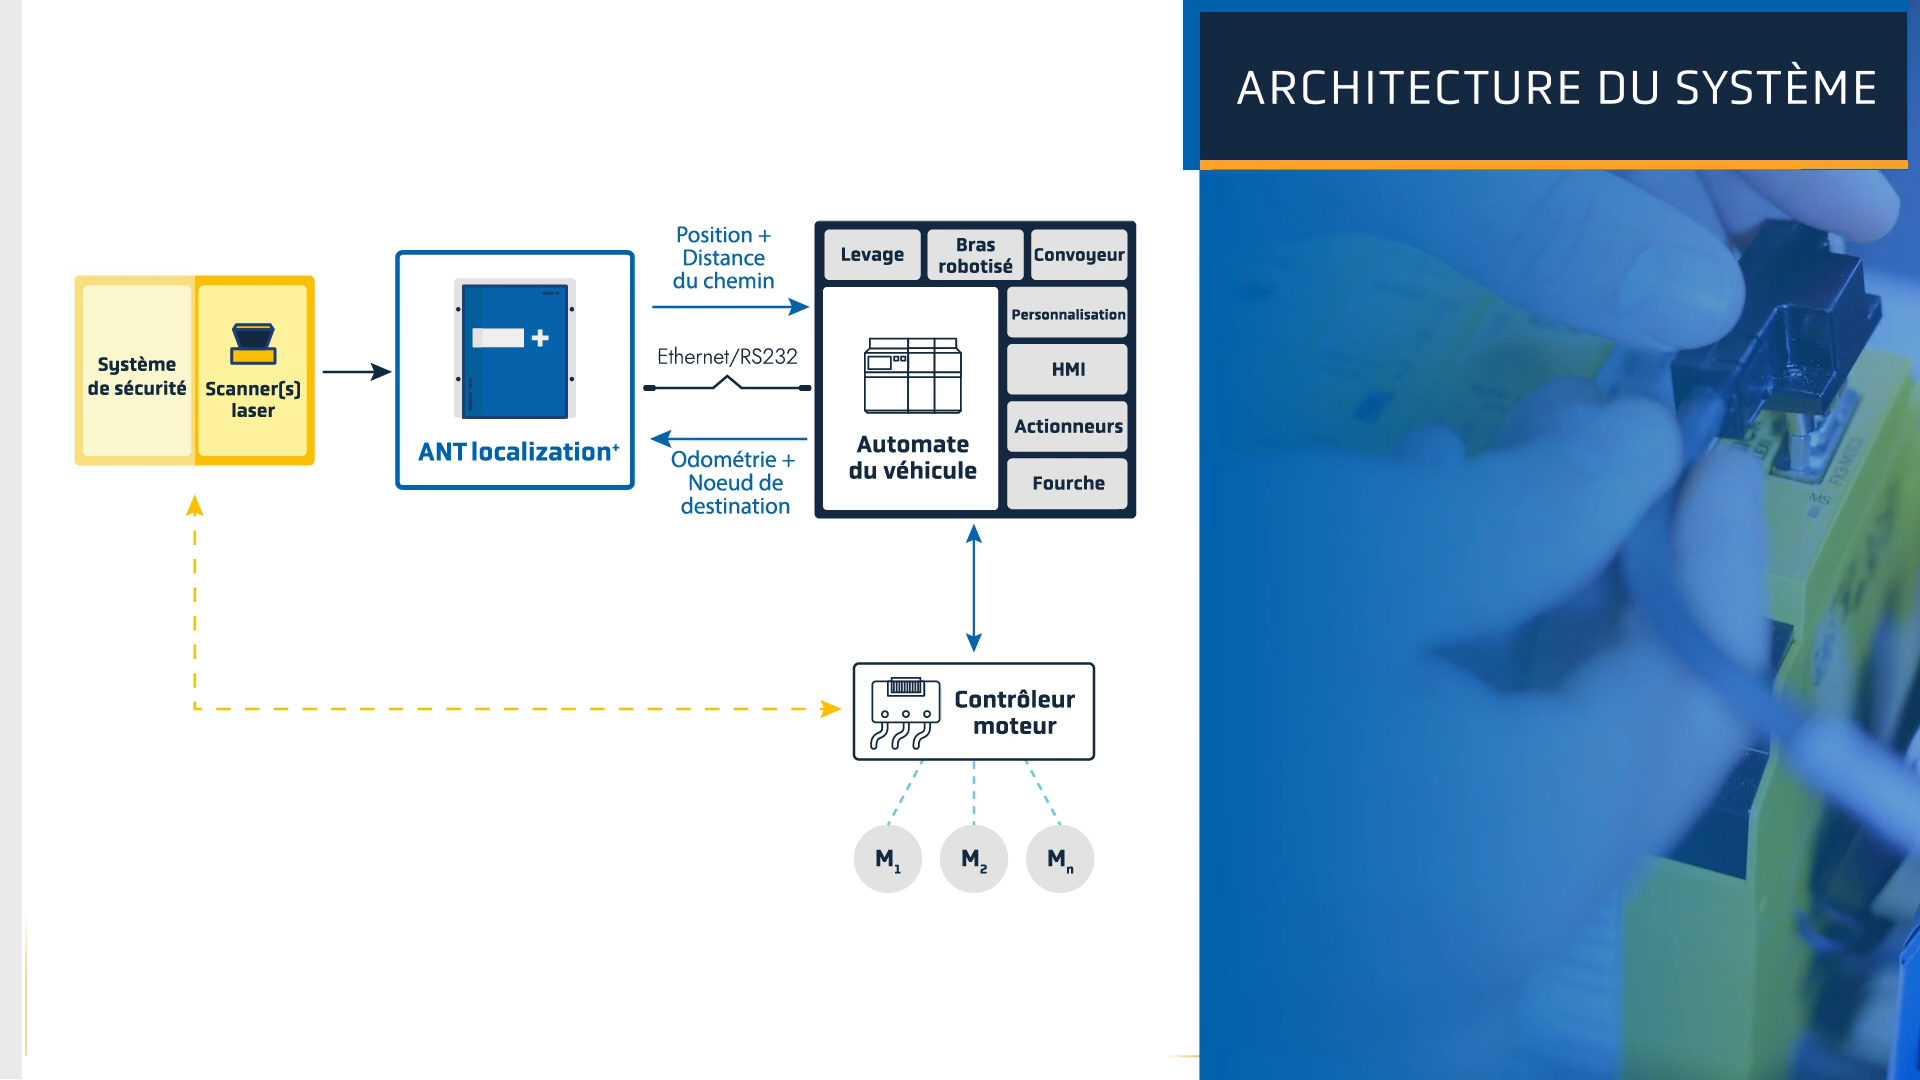 ARCHITECTURE DU SYSTÈME
Système
de sécurité
Scanner(s)
laser
ANT localization+
Position +
Distance
du chemin
Ethernet/RS232
Odométrie +
Noeud de
destination
Levage
Bras
robotisé
Convoyeur
Personnalisation
HMI
Actionneurs
Fourche
Automate
du véhicule
Contrôleur
moteur
M1
M2
Mn
MS